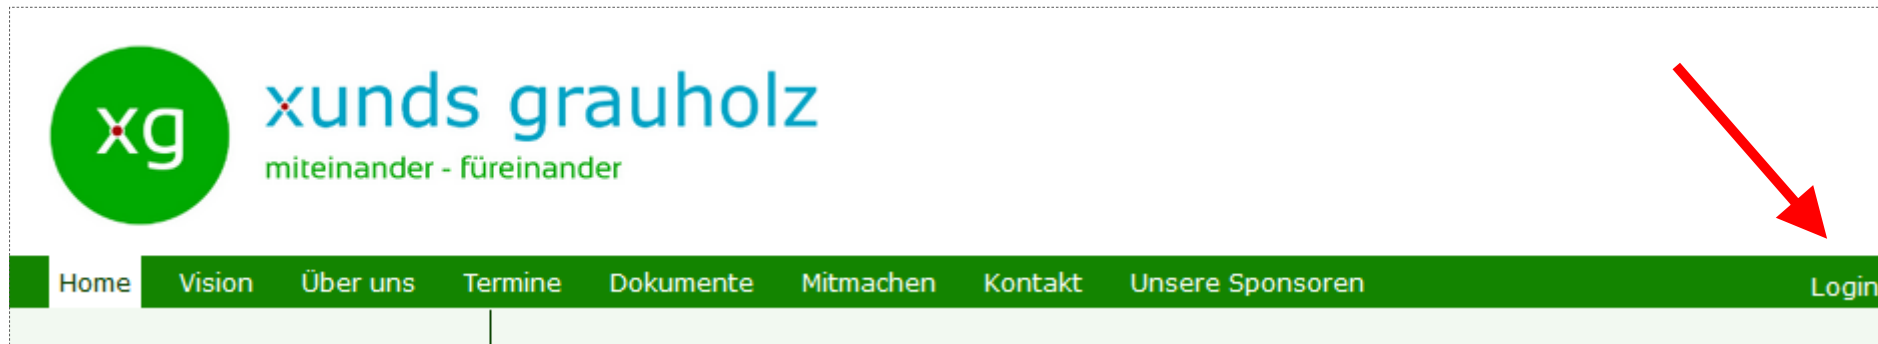 xg
xunds grauholz
miteinander - füreinander
Home Vision Über uns Termine Dokumente Mitmachen Kontakt Unsere Sponsoren Login